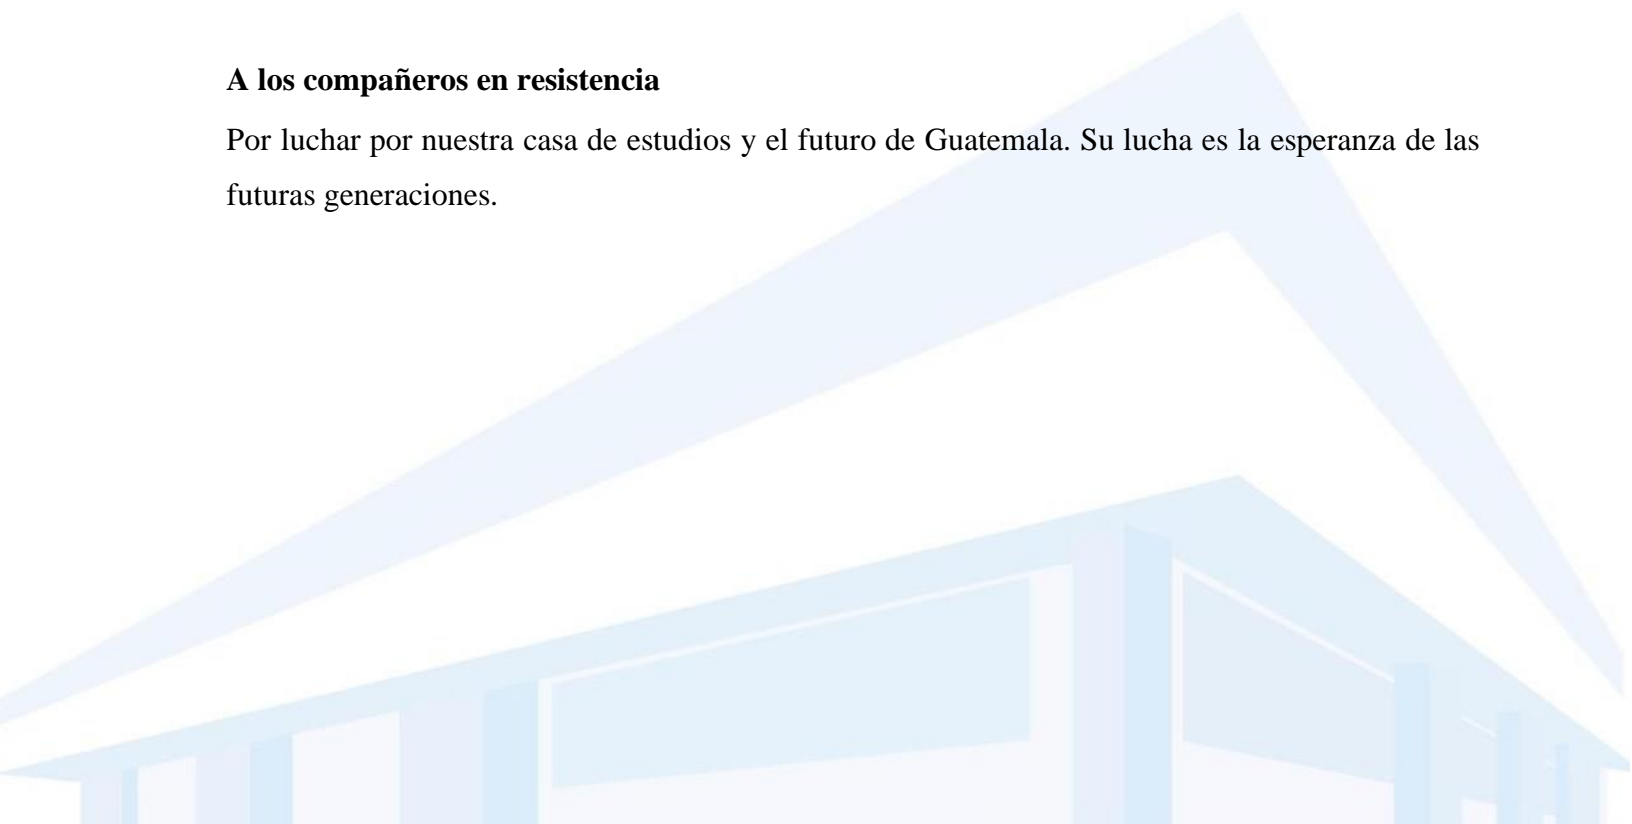 A los compañeros en resistencia
Por luchar por nuestra casa de estudios y el futuro de Guatemala. Su lucha es la esperanza de las
futuras generaciones.